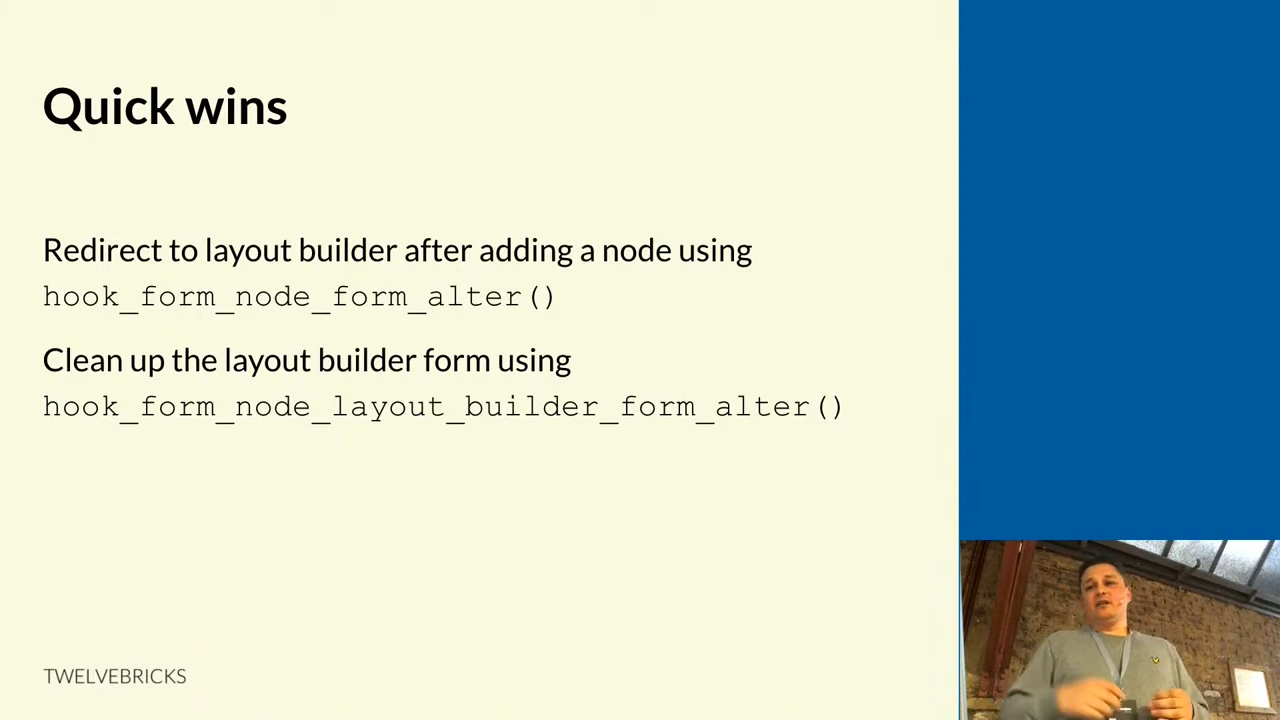 Quick wins
Redirect to layout builder after adding a node using
hook_form_node_form_alter()
Clean up the layout builder form using
hook_form_node_layout_builder_form_alter()
TWELVEBRICKS